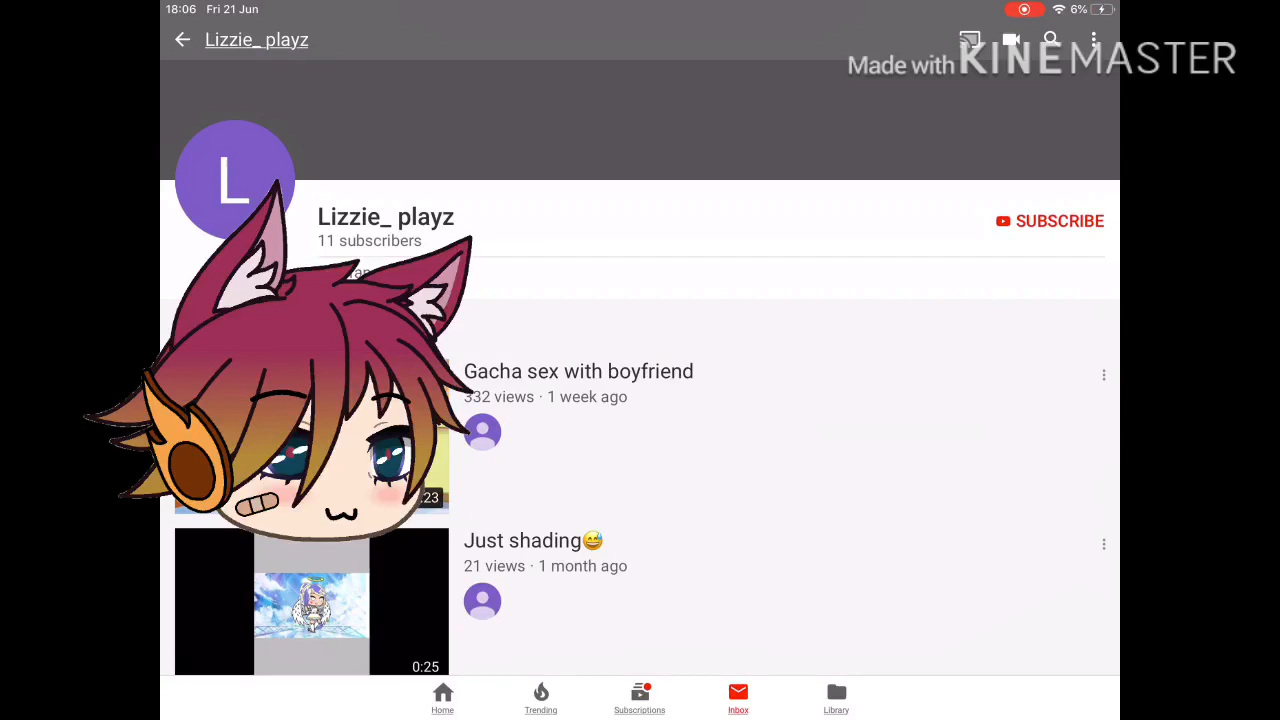 18:06 Fri 21 Jun
6%
Lizzie_ playz
Made with KINEMASTER
L
Lizzie_ playz
11 subscribers
SUBSCRIBE
Gacha sex with boyfriend
332 views · 1 week ago
:23
Just shading😅
21 views · 1 month ago
0:25
Home
Trending
Subscriptions
Inbox
Library